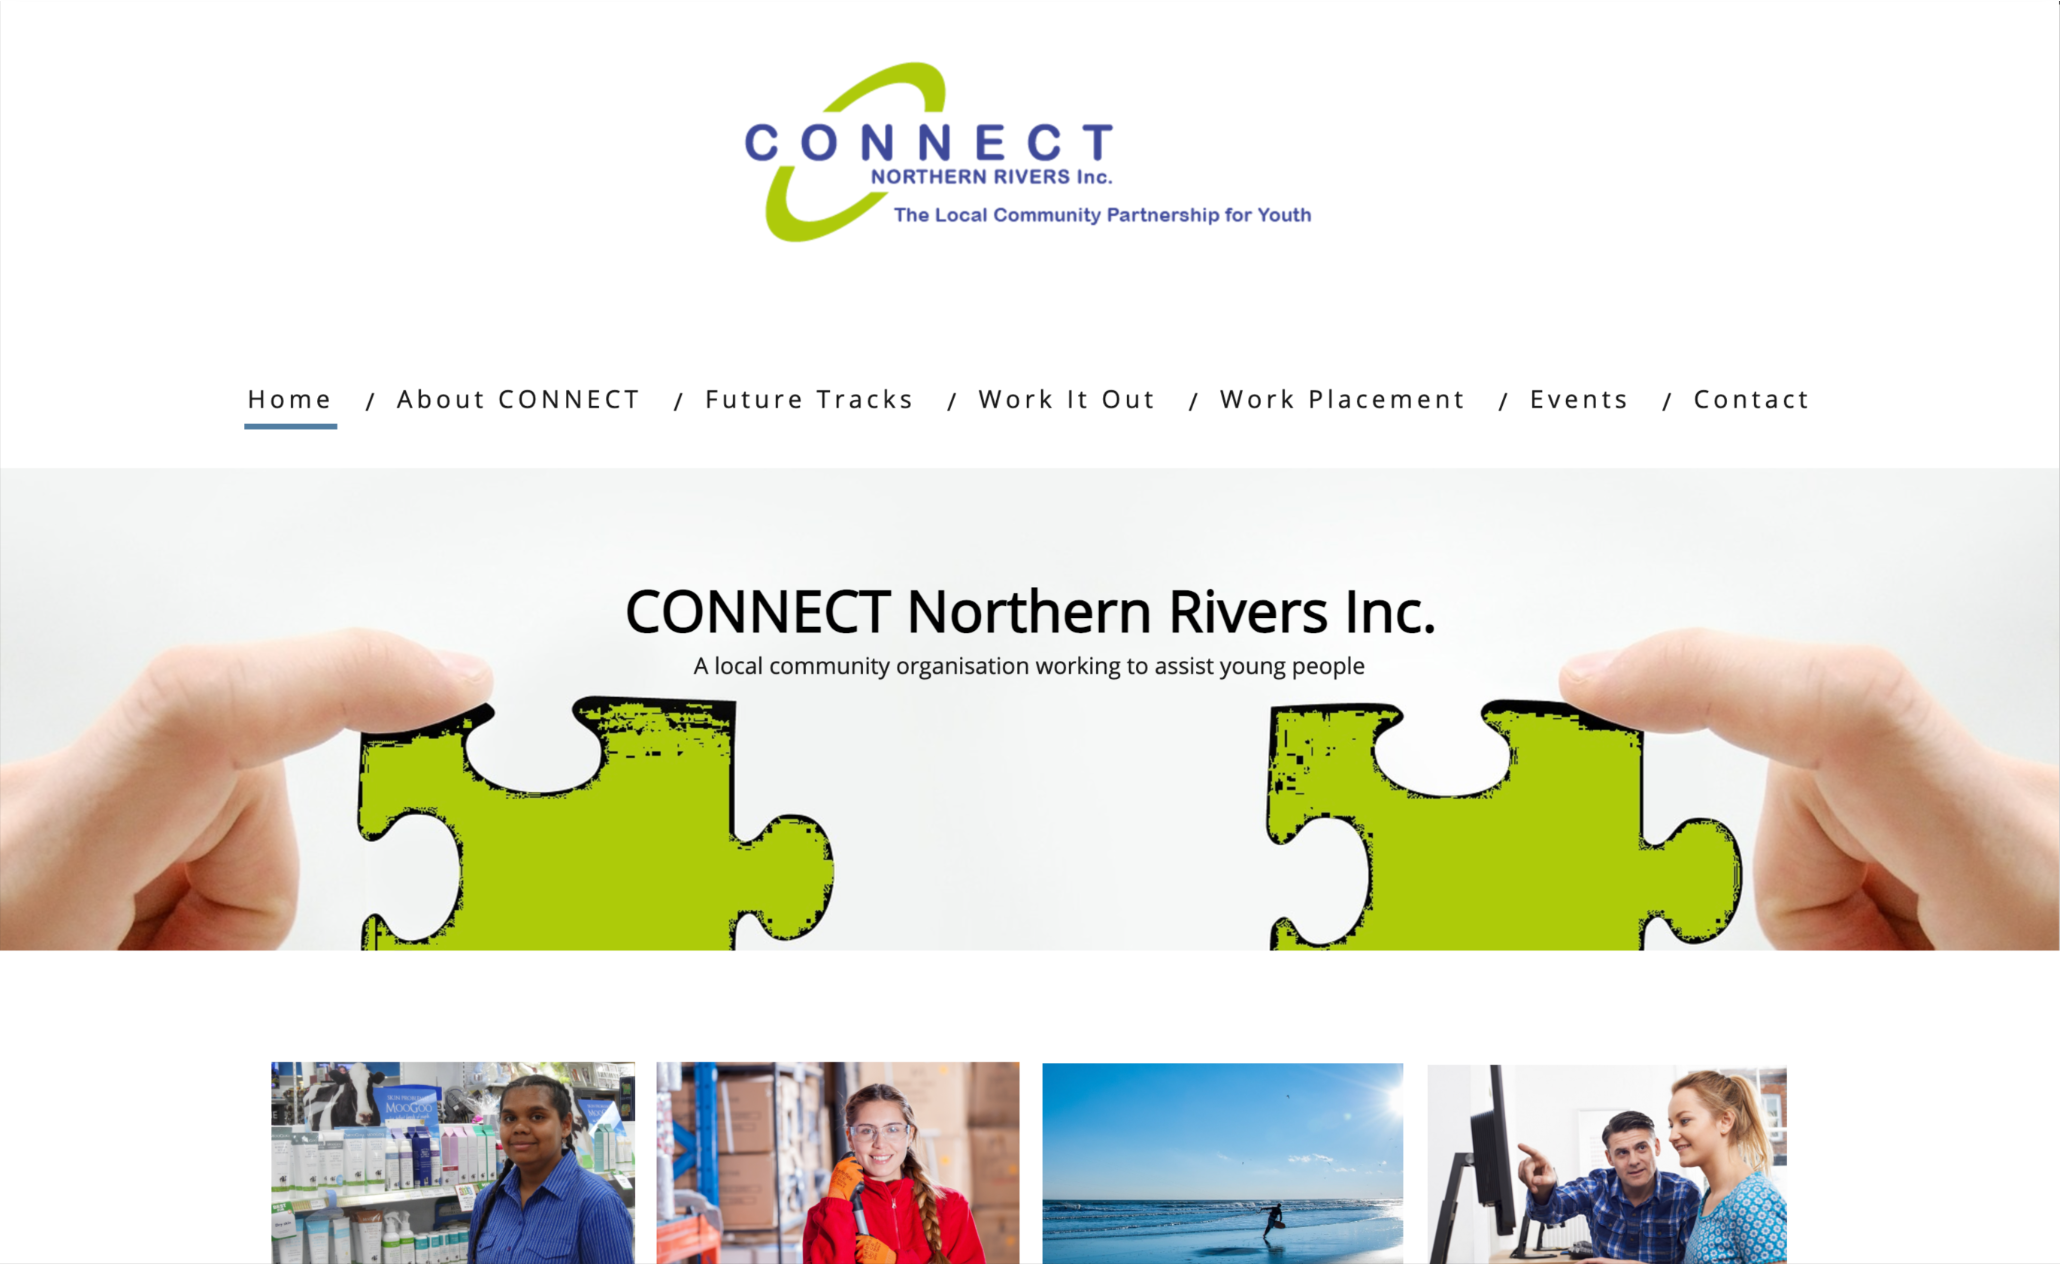 CONNECT
NORTHERN RIVERS Inc.
The Local Community Partnership for Youth
Home / About CONNECT / Future Tracks / Work It Out / Work Placement / Events / Contact
CONNECT Northern Rivers Inc.
A local community organisation working to assist young people
MOOGOO